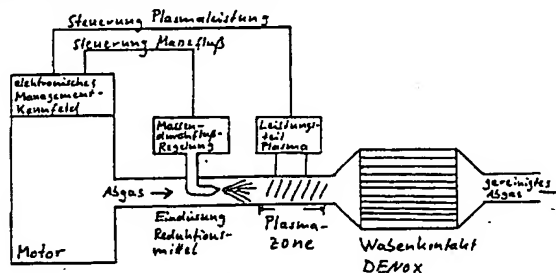 Steuerung Plasmaleistung
Steuerung Manefluß
elektronisches
Management-
Kennfeld
Massen-
durchfluß-
Regelung
Leistungs-
teil
Plasma
Abgas →
gereinigtes
Abgas
Eindüsung
Reduktions-
mittel
Plasma-
zone
Motor
Wabenkontakt
DENOX